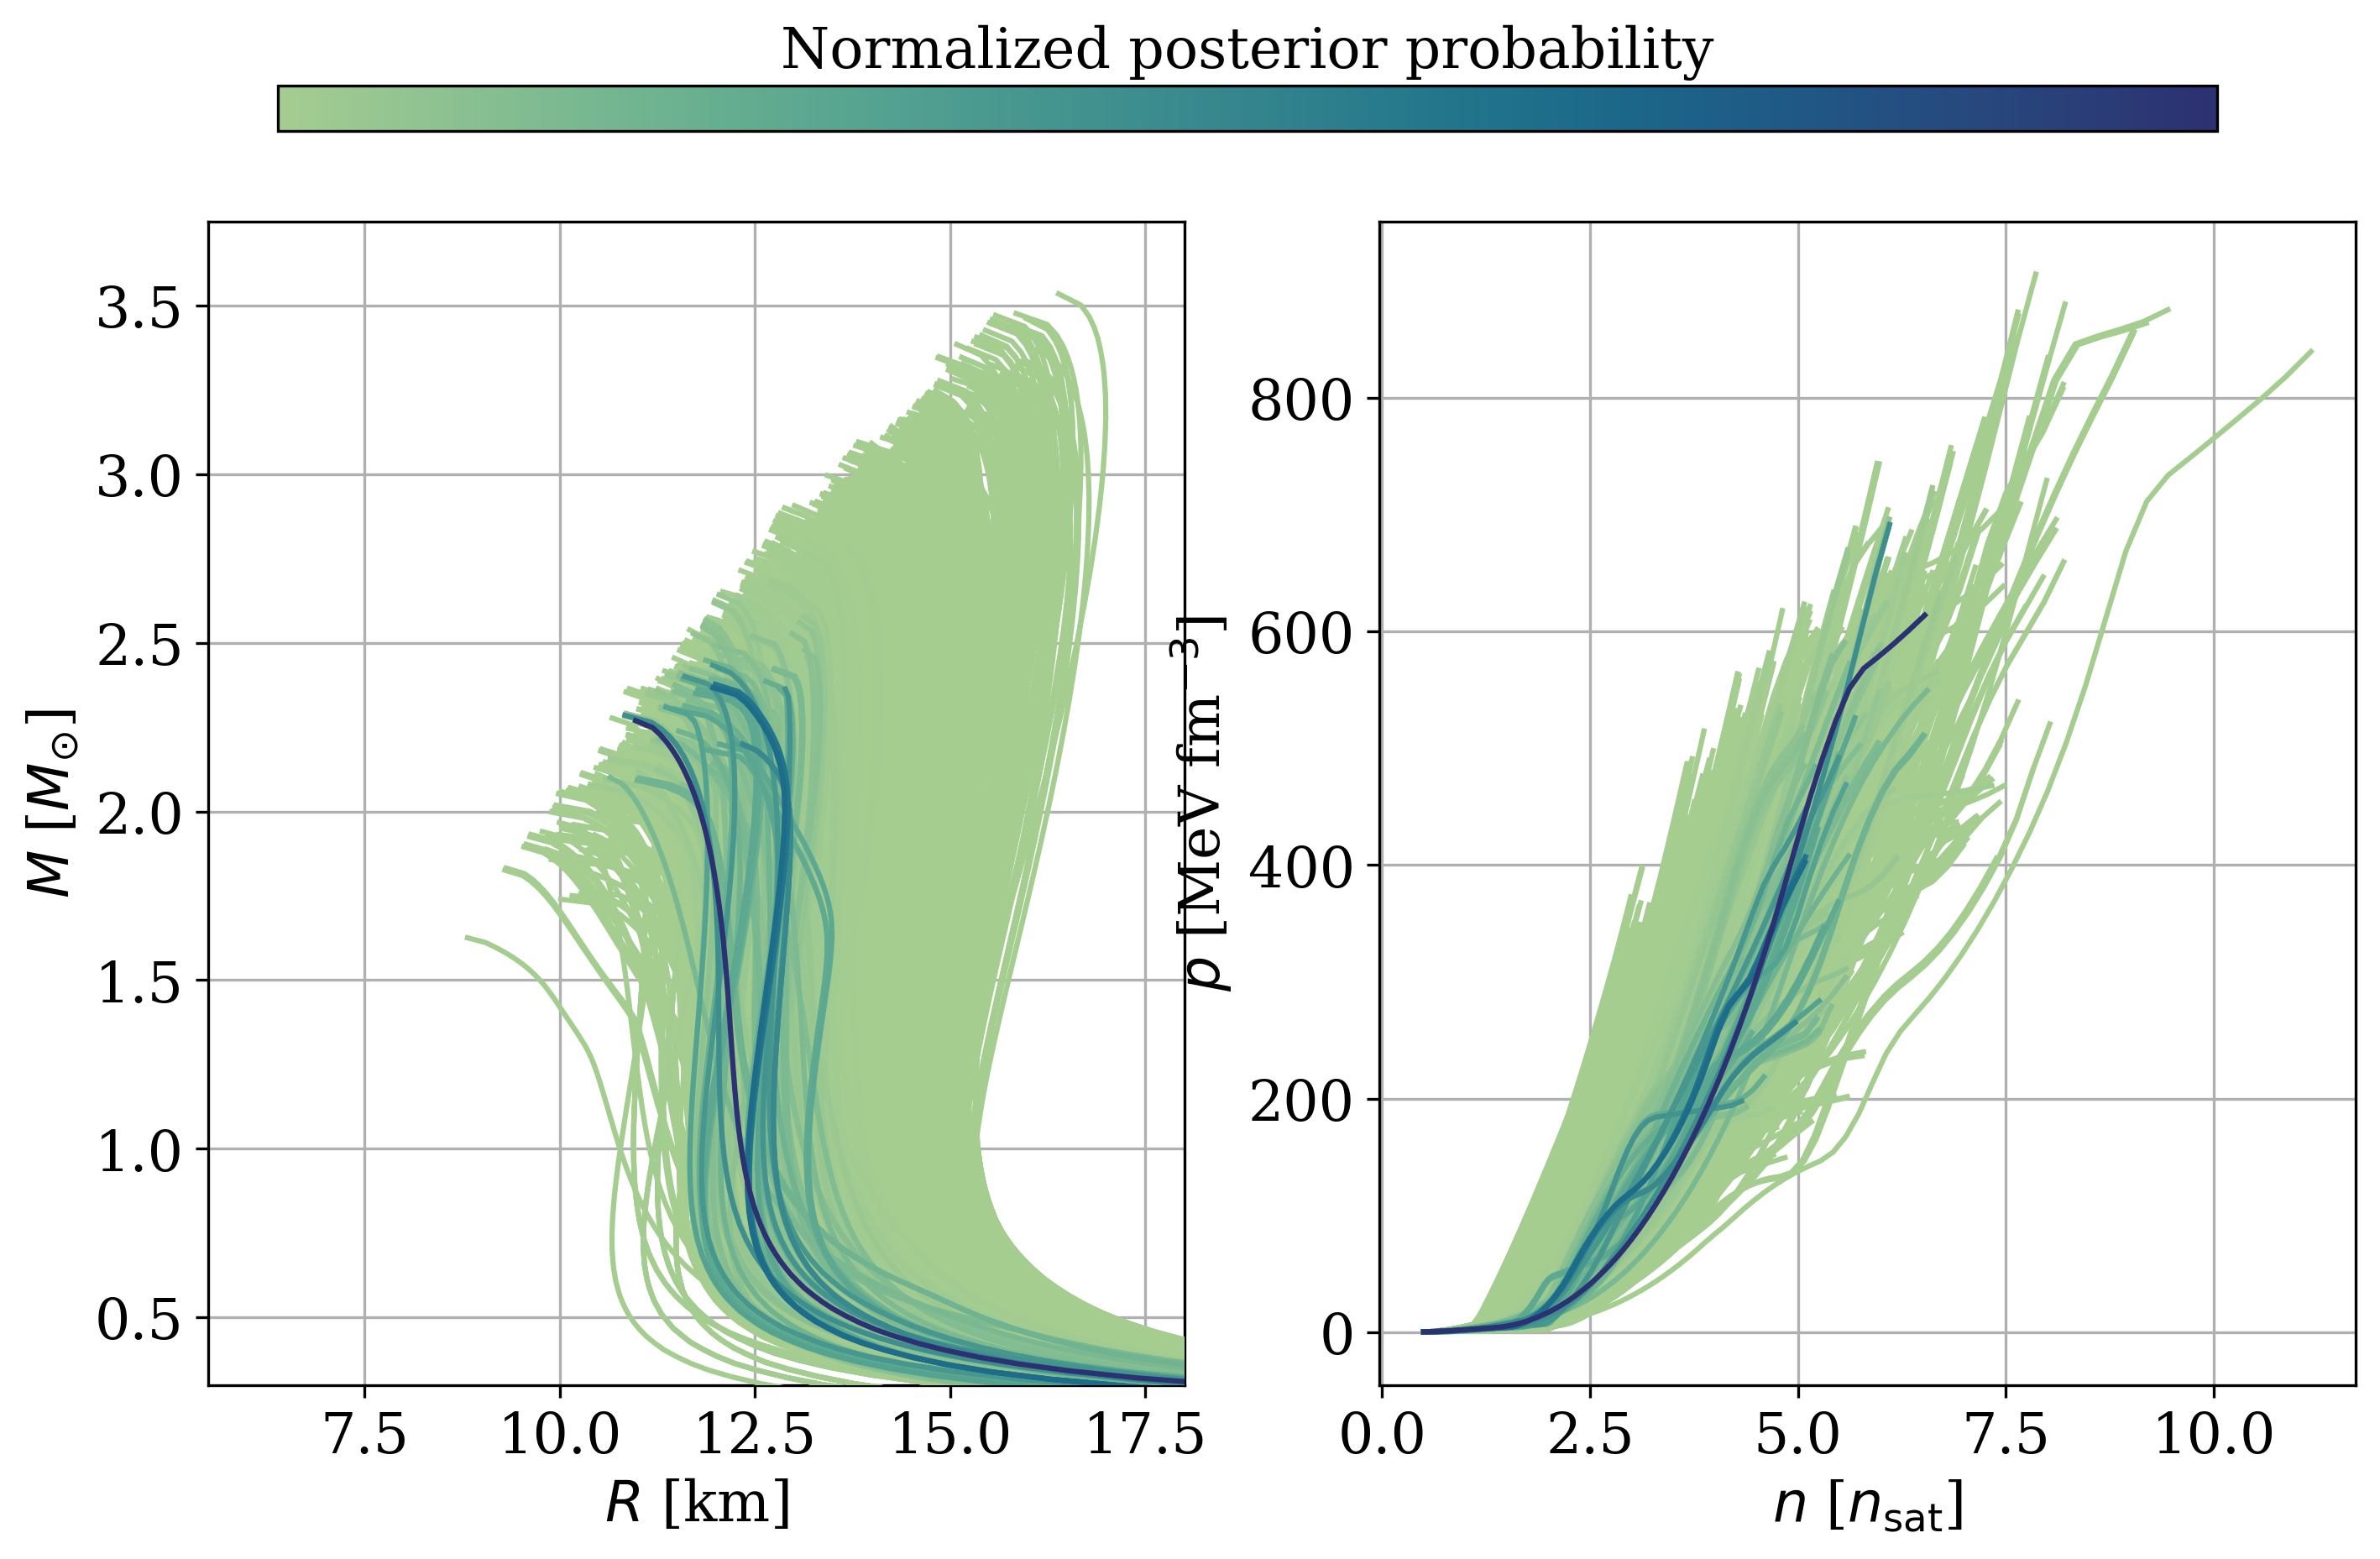 Normalized posterior probability
3.5
3.0
2.5
2.0
1.5
1.0
0.5
M [M⊙]
7.5 10.0 12.5 15.0 17.5
R [km]
800
600
400
200
0
p [MeV fm⁻³]
0.0 2.5 5.0 7.5 10.0
n [n_sat]